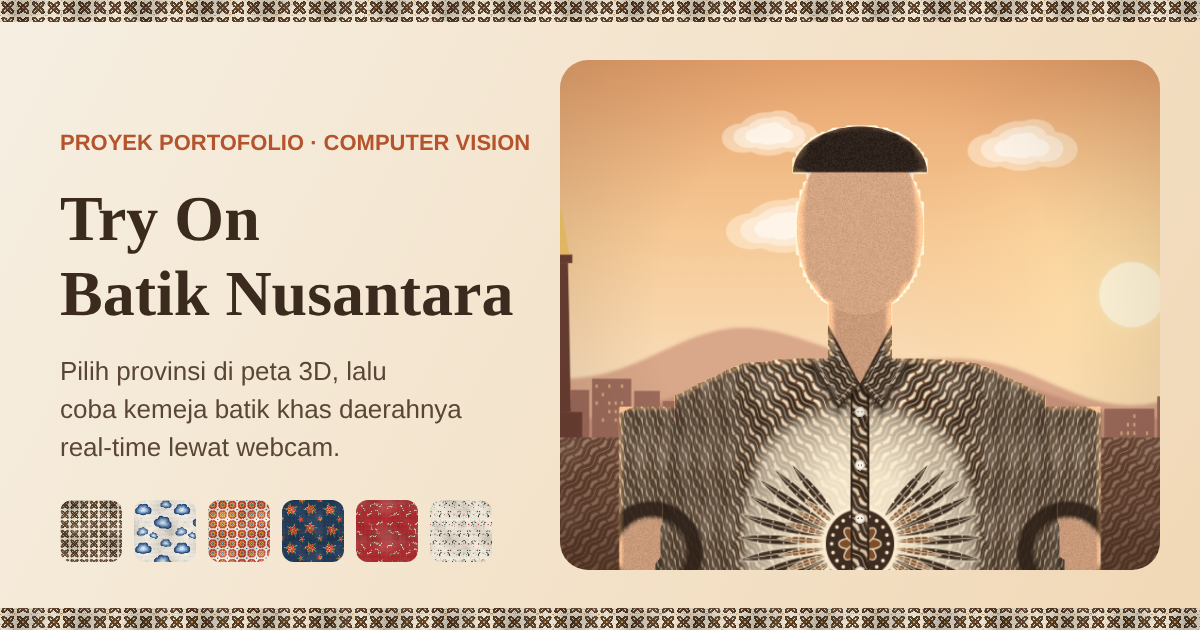 PROYEK PORTOFOLIO · COMPUTER VISION
Try On
Batik Nusantara
Pilih provinsi di peta 3D, lalu
coba kemeja batik khas daerahnya
real-time lewat webcam.